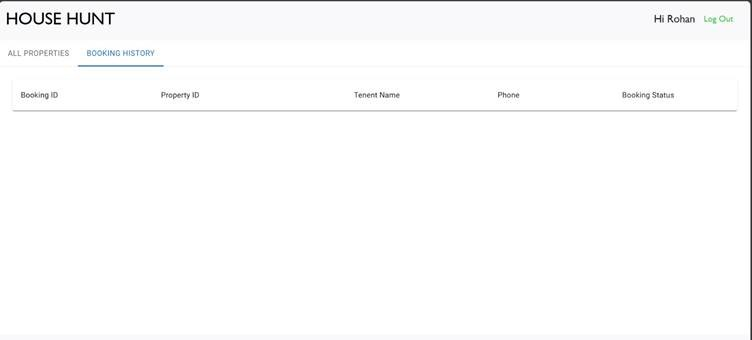 HOUSE HUNT
Hi Rohan Log Out
ALL PROPERTIES BOOKING HISTORY
Booking ID Property ID Tenent Name Phone Booking Status